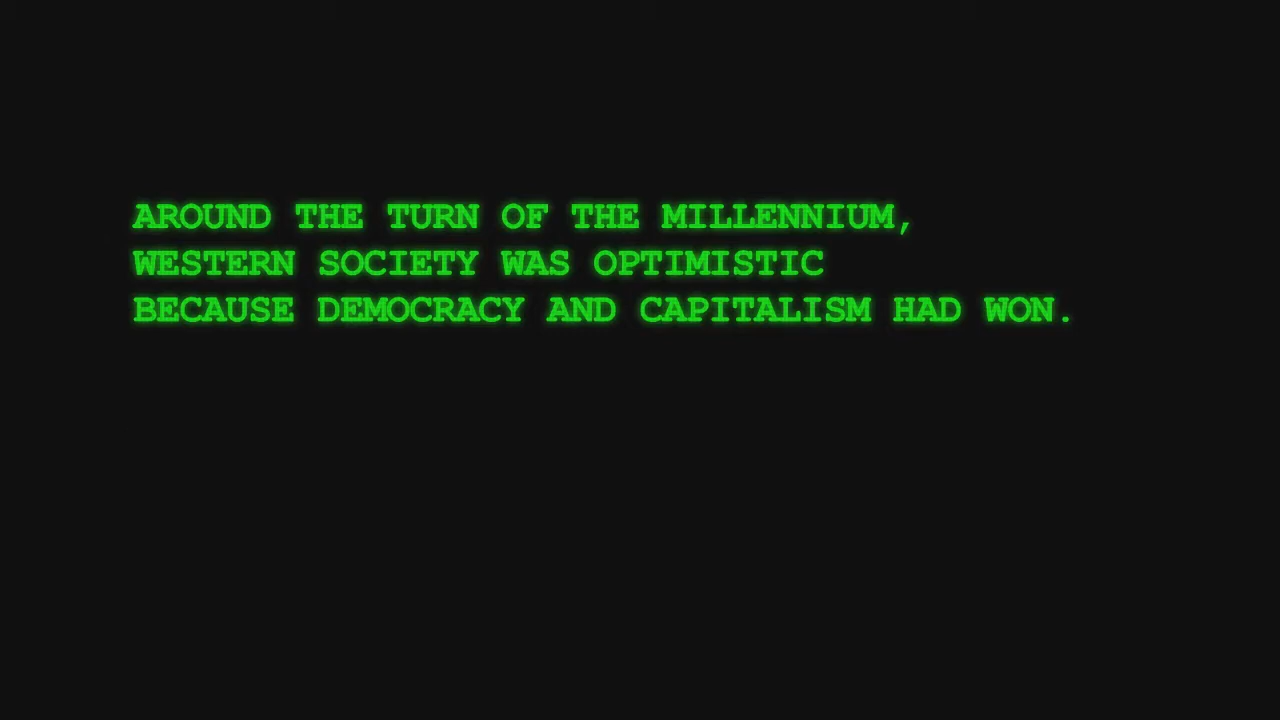 AROUND THE TURN OF THE MILLENNIUM,
WESTERN SOCIETY WAS OPTIMISTIC
BECAUSE DEMOCRACY AND CAPITALISM HAD WON.